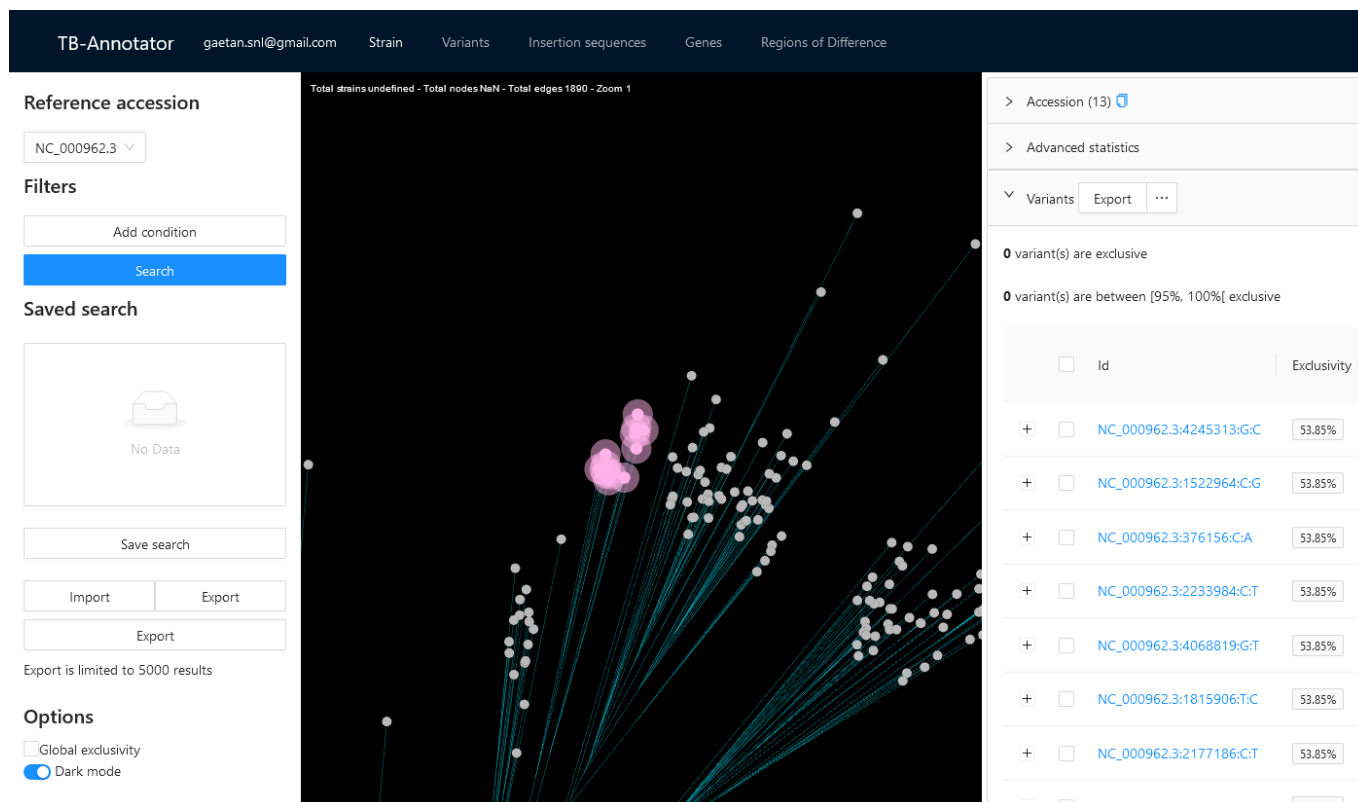 TB-Annotator gaetan.snl@gmail.com Strain Variants Insertion sequences Genes Regions of Difference
Reference accession
NC_000962.3
Filters
Add condition
Search
Saved search
No Data
Save search
Import Export
Export
Export is limited to 5000 results
Options
Global exclusivity
Dark mode
Total strains undefined - Total nodes NaN - Total edges 1890 - Zoom 1
Accession (13)
Advanced statistics
Variants Export ···
0 variant(s) are exclusive
0 variant(s) are between [95%, 100%[ exclusive
Id Exclusivity
NC_000962.3:4245313:G:C 53.85%
NC_000962.3:1522964:C:G 53.85%
NC_000962.3:376156:C:A 53.85%
NC_000962.3:2233984:C:T 53.85%
NC_000962.3:4068819:G:T 53.85%
NC_000962.3:1815906:T:C 53.85%
NC_000962.3:2177186:C:T 53.85%